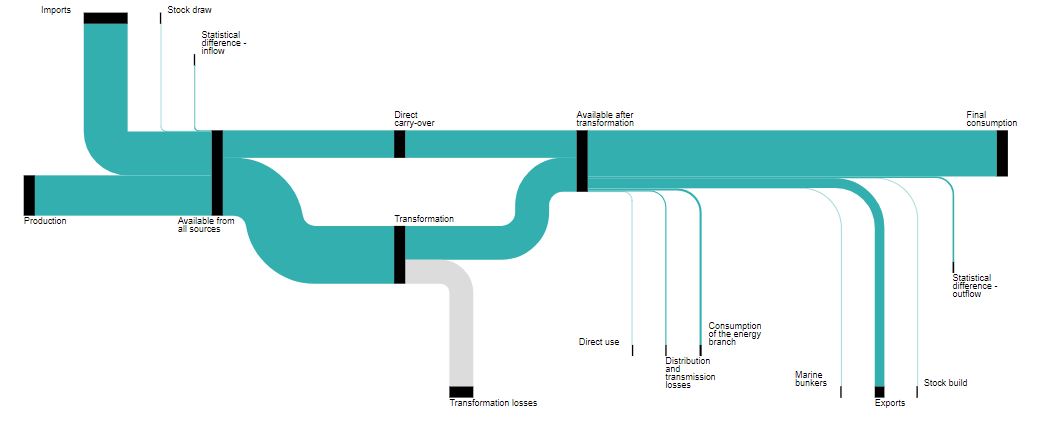 Imports
Stock draw
Statistical
difference -
inflow
Direct
carry-over
Available after
transformation
Final
consumption
Production
Available from
all sources
Transformation
Statistical
difference -
outflow
Consumption
of the energy
branch
Direct use
Distribution
and
transmission
losses
Marine
bunkers
Stock build
Transformation losses
Exports